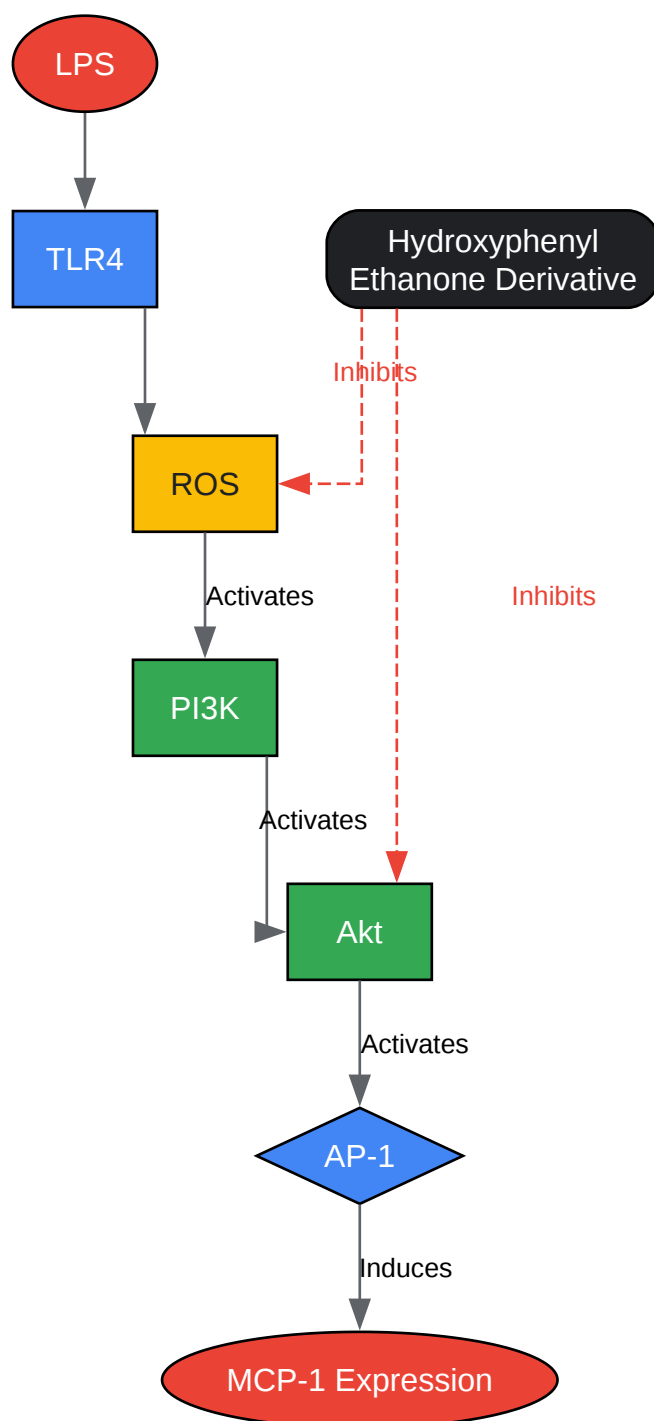 LPS
TLR4
Hydroxyphenyl
Ethanone Derivative
Inhibits
ROS
Activates
Inhibits
PI3K
Activates
Akt
Activates
AP-1
Induces
MCP-1 Expression